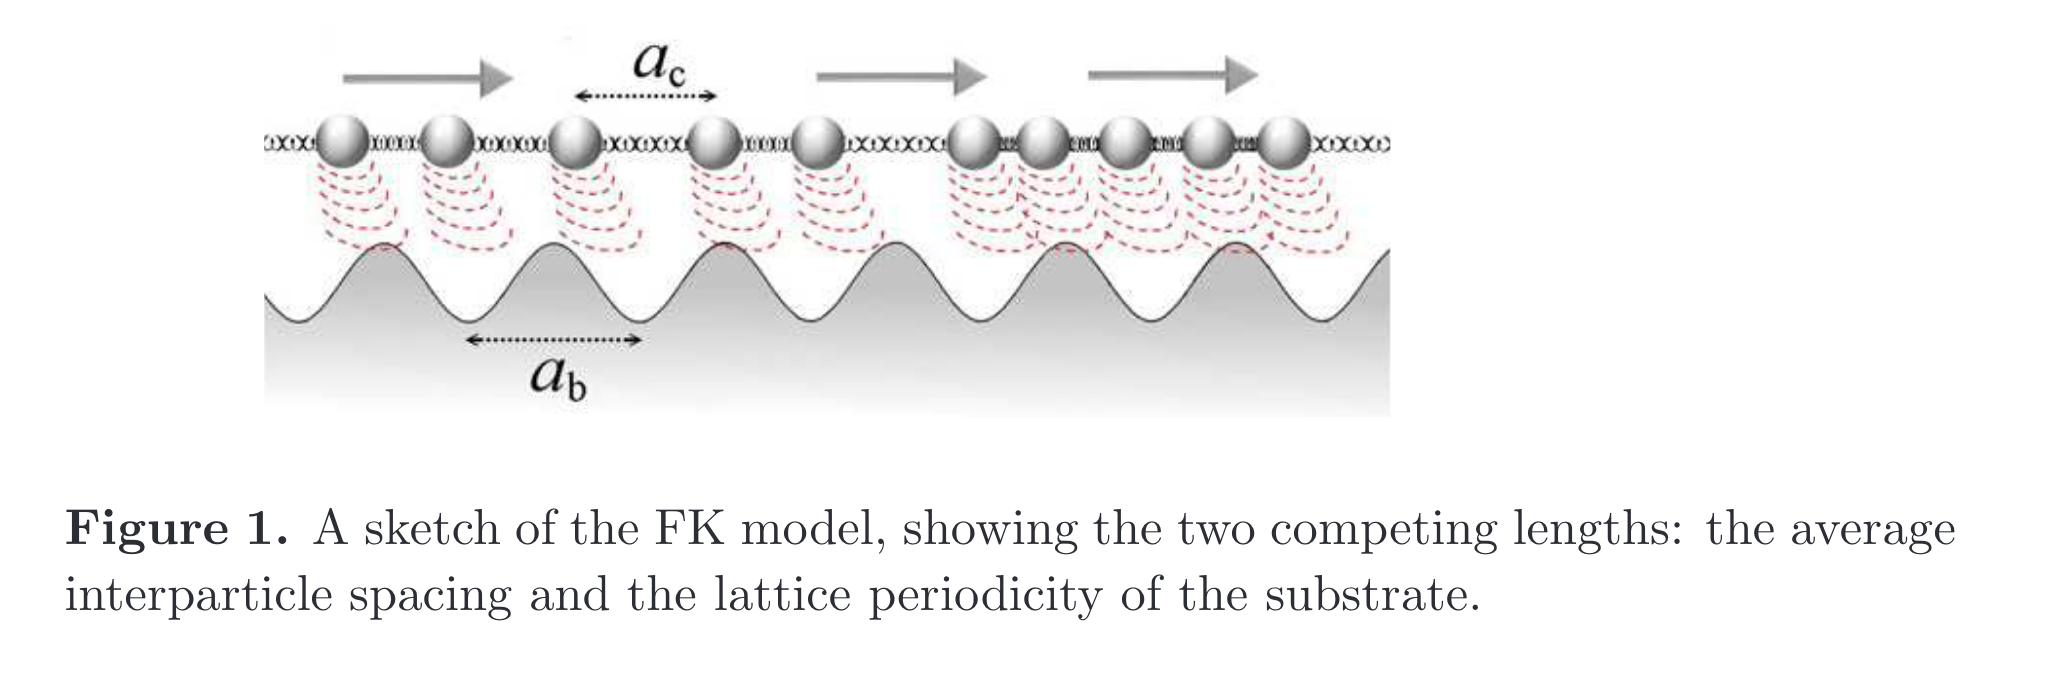 a_c
a_b
Figure 1. A sketch of the FK model, showing the two competing lengths: the average
interparticle spacing and the lattice periodicity of the substrate.